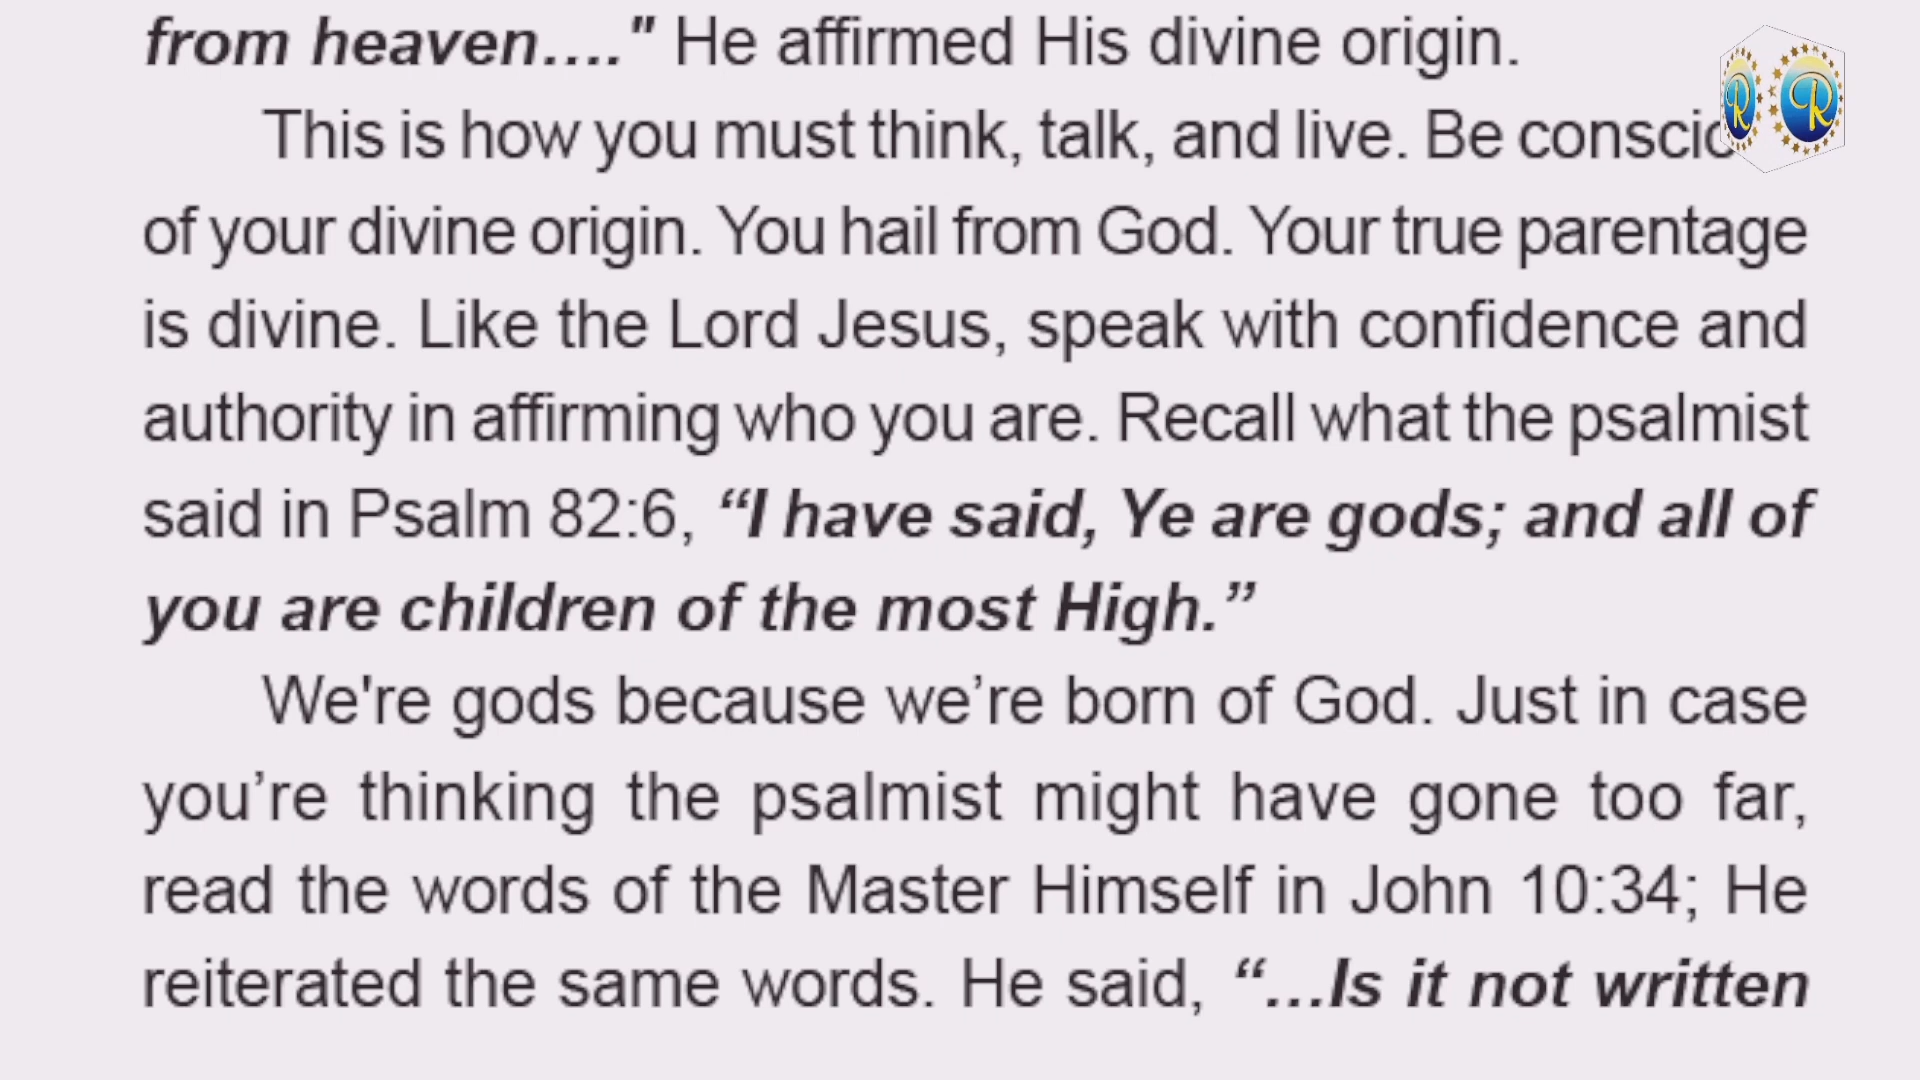 from heaven...." He affirmed His divine origin.
This is how you must think, talk, and live. Be
of your divine origin. You hail from God. Your true parentage
is divine. Like the Lord Jesus, speak with confidence and
authority in affirming who you are. Recall what the psalmist
said in Psalm 82:6, “I have said, Ye are gods; and all of
you are children of the most High.”
We're gods because we’re born of God. Just in case
you’re thinking the psalmist might have gone too far,
read the words of the Master Himself in John 10:34; He
reiterated the same words. He said, “...Is it not written
R R